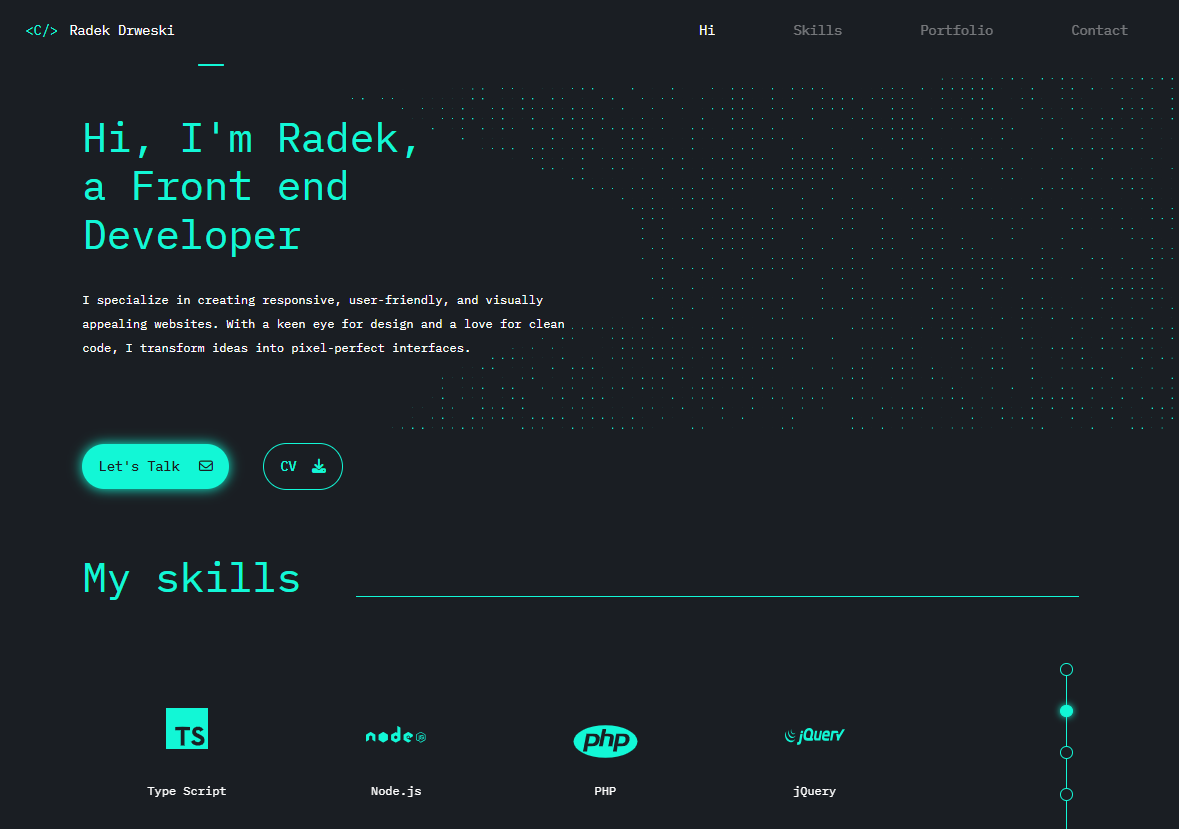 <C/> Radek Drweski
Hi
Skills
Portfolio
Contact
Hi, I'm Radek,
a Front end
Developer
I specialize in creating responsive, user-friendly, and visually
appealing websites. With a keen eye for design and a love for clean
code, I transform ideas into pixel-perfect interfaces.
Let's Talk
CV
My skills
TS
node JS
php
jQuery
Type Script
Node.js
PHP
jQuery